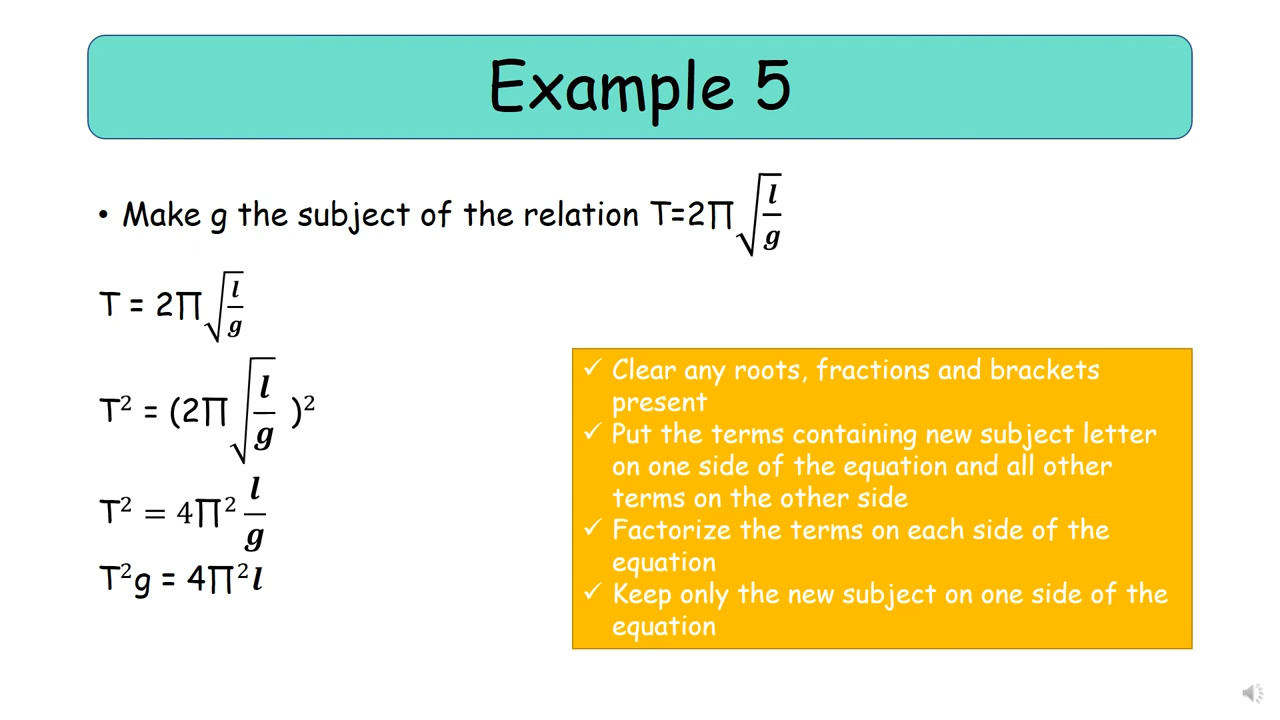 Example 5
• Make g the subject of the relation T=2∏√(l/g)
T = 2∏√(l/g)
T² = (2∏√(l/g) )²
T² = 4∏² l/g
T²g = 4∏²l
✓ Clear any roots, fractions and brackets
present
✓ Put the terms containing new subject letter
on one side of the equation and all other
terms on the other side
✓ Factorize the terms on each side of the
equation
✓ Keep only the new subject on one side of the
equation